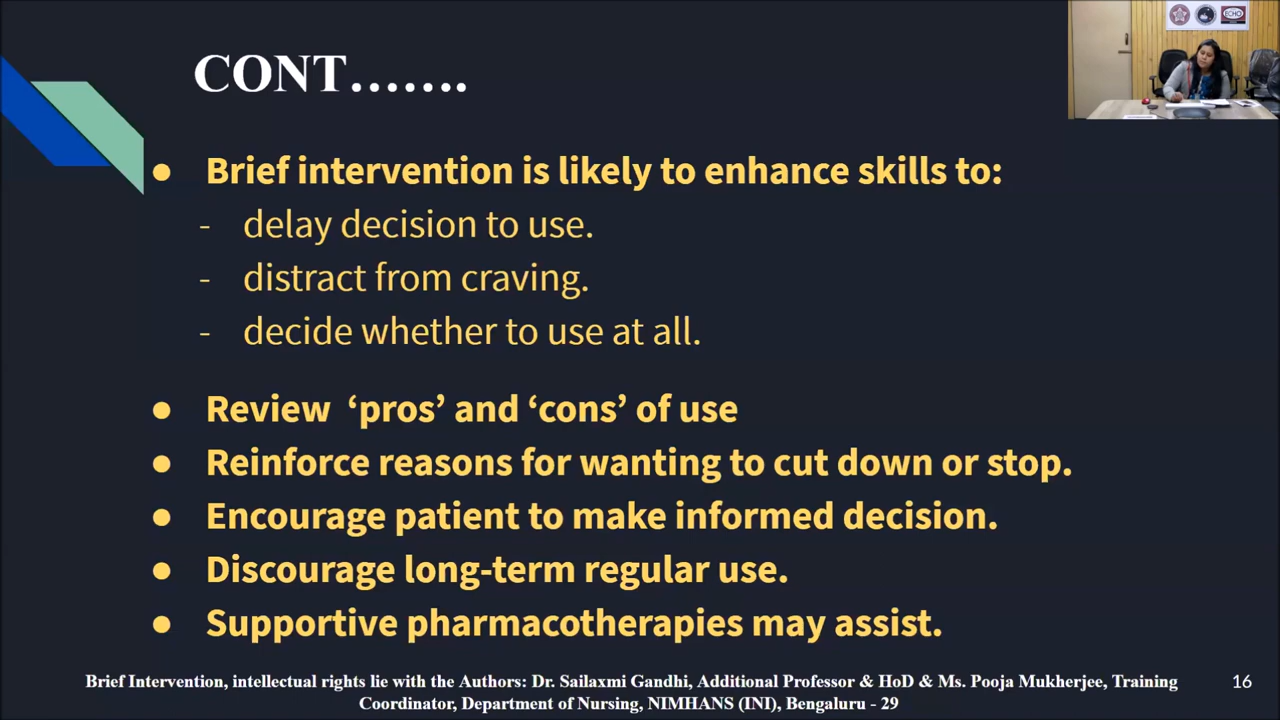 CONT…….
● Brief intervention is likely to enhance skills to:
- delay decision to use.
- distract from craving.
- decide whether to use at all.
● Review ‘pros’ and ‘cons’ of use
● Reinforce reasons for wanting to cut down or stop.
● Encourage patient to make informed decision.
● Discourage long-term regular use.
● Supportive pharmacotherapies may assist.
Brief Intervention, intellectual rights lie with the Authors: Dr. Sailaxmi Gandhi, Additional Professor & HoD & Ms. Pooja Mukherjee, Training
Coordinator, Department of Nursing, NIMHANS (INI), Bengaluru - 29
16